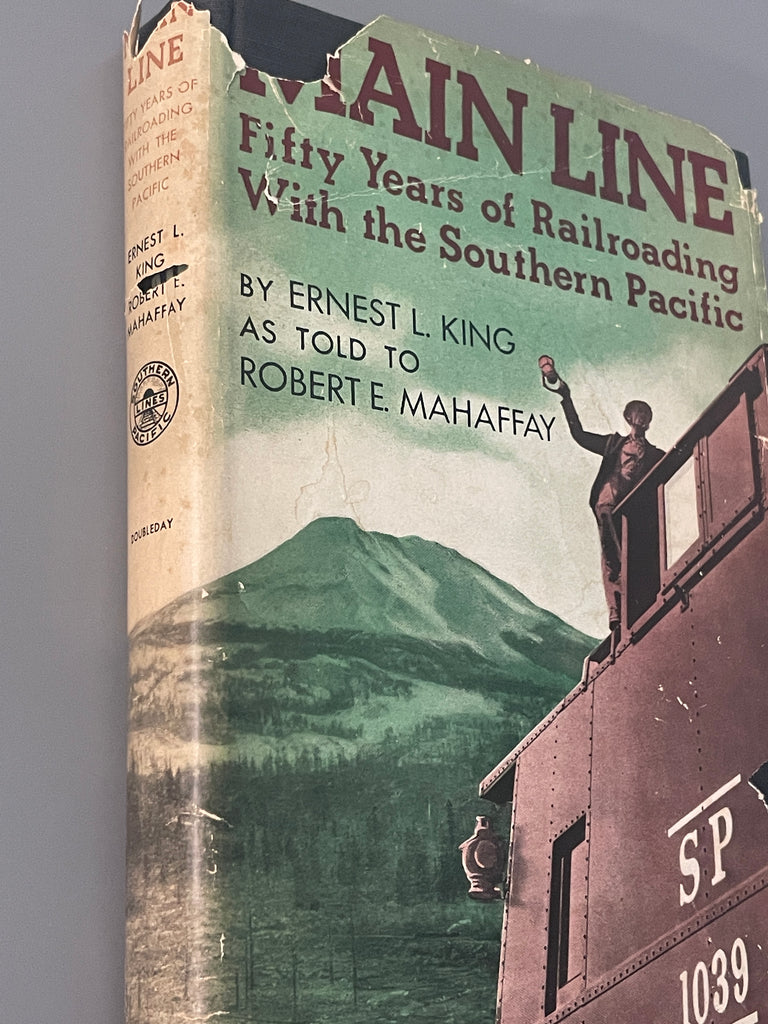 MAIN LINE
Fifty Years of Railroading
With the Southern Pacific
BY ERNEST L. KING
AS TOLD TO
ROBERT E. MAHAFFAY
SP
1039
MAIN
LINE
FIFTY YEARS OF
RAILROADING
WITH THE
SOUTHERN
PACIFIC
ERNEST L.
KING
ROBERT E.
MAHAFFAY
SOUTHERN
LINES
PACIFIC
DOUBLEDAY